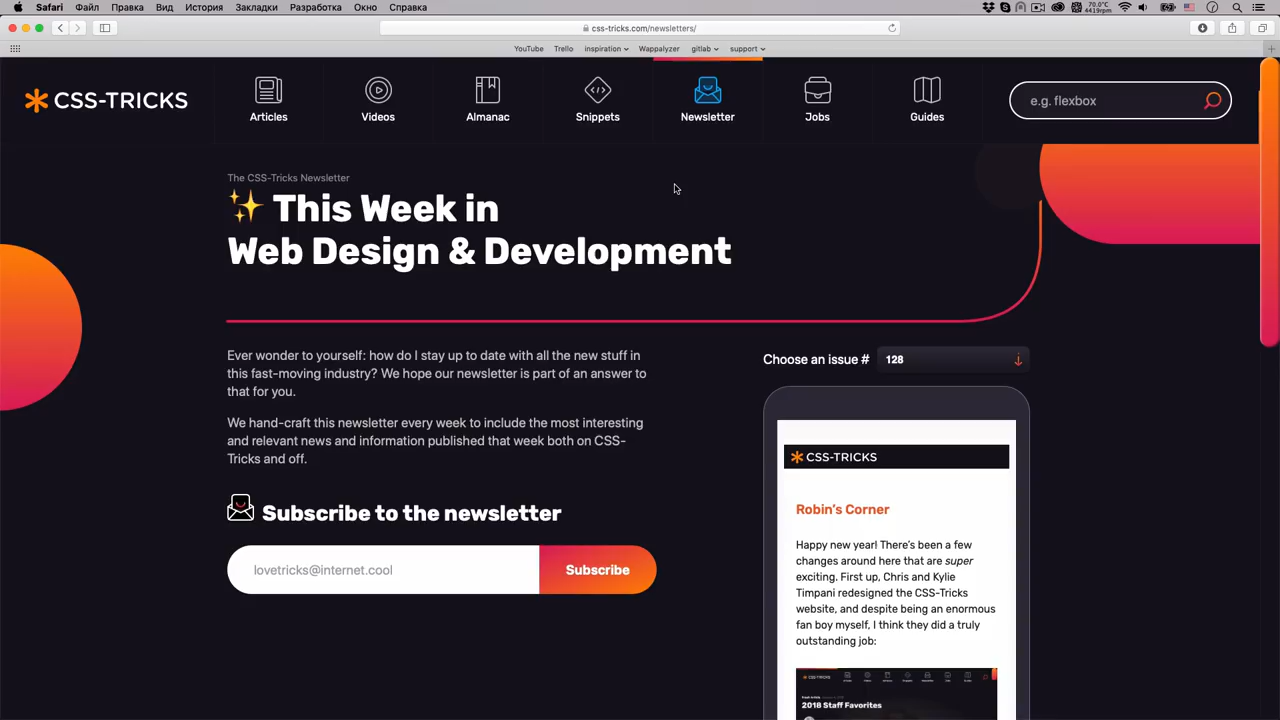 Safari Файл Правка Вид История Закладки Разработка Окно Справка
70.0°C
4419rpm
css-tricks.com/newsletters/
YouTube Trello inspiration Wappalyzer gitlab support
CSS-TRICKS
Articles Videos Almanac Snippets Newsletter Jobs Guides
e.g. flexbox
The CSS-Tricks Newsletter
This Week in
Web Design & Development
Ever wonder to yourself: how do I stay up to date with all the new stuff in
this fast-moving industry? We hope our newsletter is part of an answer to
that for you.
We hand-craft this newsletter every week to include the most interesting
and relevant news and information published that week both on CSS-
Tricks and off.
Subscribe to the newsletter
lovetricks@internet.cool Subscribe
Choose an issue # 128
CSS-TRICKS
Robin's Corner
Happy new year! There's been a few
changes around here that are super
exciting. First up, Chris and Kylie
Timpani redesigned the CSS-Tricks
website, and despite being an enormous
fan boy myself, I think they did a truly
outstanding job:
CSS-TRICKS
2018 Staff Favorites